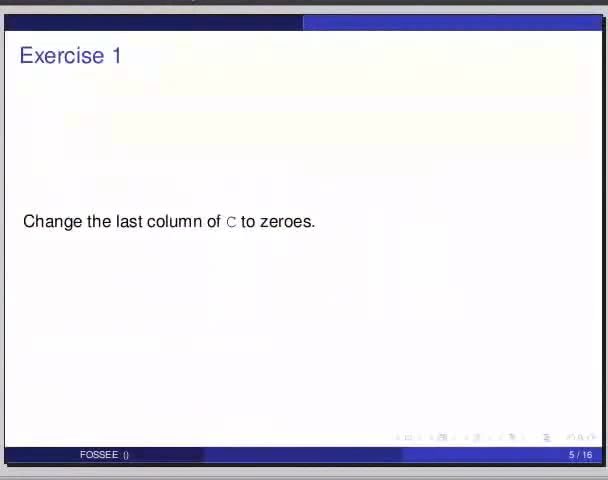 Exercise 1
Change the last column of C to zeroes.
FOSSEE ()
5 / 16